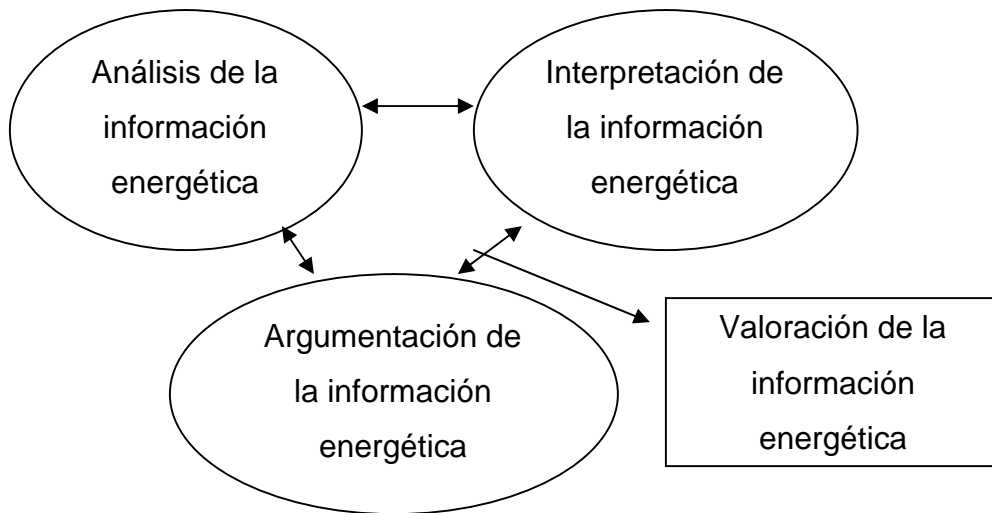 Análisis de la
información
energética
Interpretación de
la información
energética
Argumentación de
la información
energética
Valoración de la
información
energética